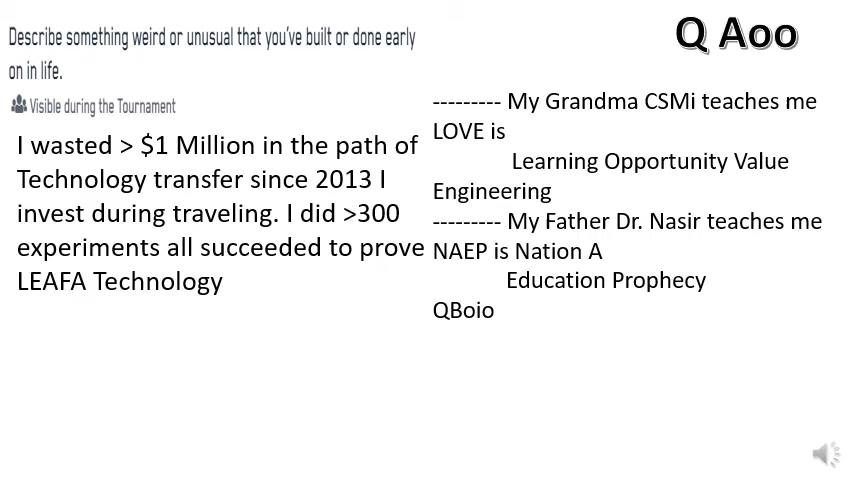 Describe something weird or unusual that you've built or done early
on in life.
Visible during the Tournament
I wasted > $1 Million in the path of
Technology transfer since 2013 I
invest during traveling. I did >300
experiments all succeeded to prove
LEAFA Technology
Q Aoo
--------- My Grandma CSMi teaches me
LOVE is
Learning Opportunity Value
Engineering
--------- My Father Dr. Nasir teaches me
NAEP is Nation A
Education Prophecy
QBoio